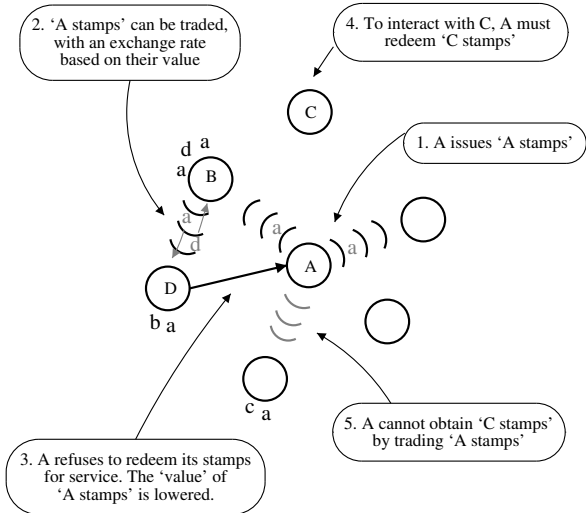 2. ‘A stamps’ can be traded,
with an exchange rate
based on their value
4. To interact with C, A must
redeem ‘C stamps’
C
1. A issues ‘A stamps’
d a
a B
a
d
a
a
A
D
b a
c a
3. A refuses to redeem its stamps
for service. The ‘value’ of
‘A stamps’ is lowered.
5. A cannot obtain ‘C stamps’
by trading ‘A stamps’